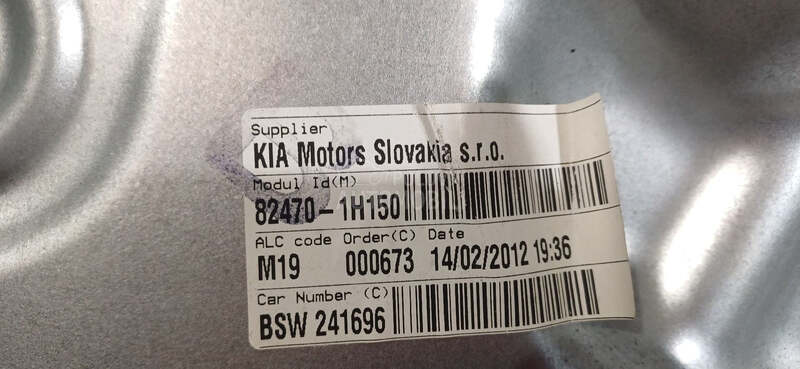 Supplier
KIA Motors Slovakia s.r.o.
Modul Id(M)
82470-1H150
ALC code Order(C) Date
M19 000673 14/02/2012 19:36
Car Number (C)
BSW 241696